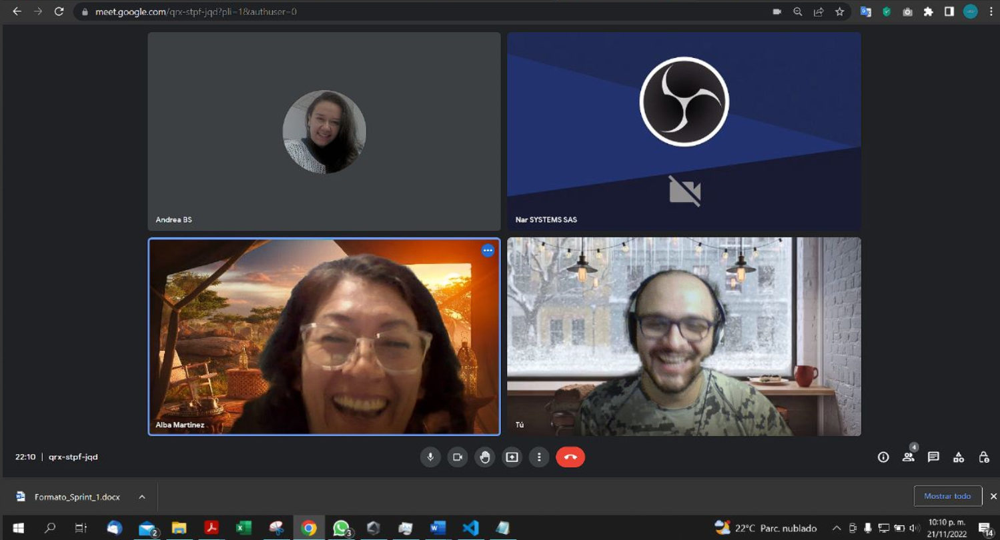 meet.google.com/qrx-stpf-jqd?pli=1&authuser=0
Andrea BS
Nar SYSTEMS SAS
Alba Martinez
Tú
22:10 | qrx-stpf-jqd
4
Formato_Sprint_1.docx
Mostrar todo
2
3
22°C Parc. nublado
10:10 p. m.
21/11/2022
14